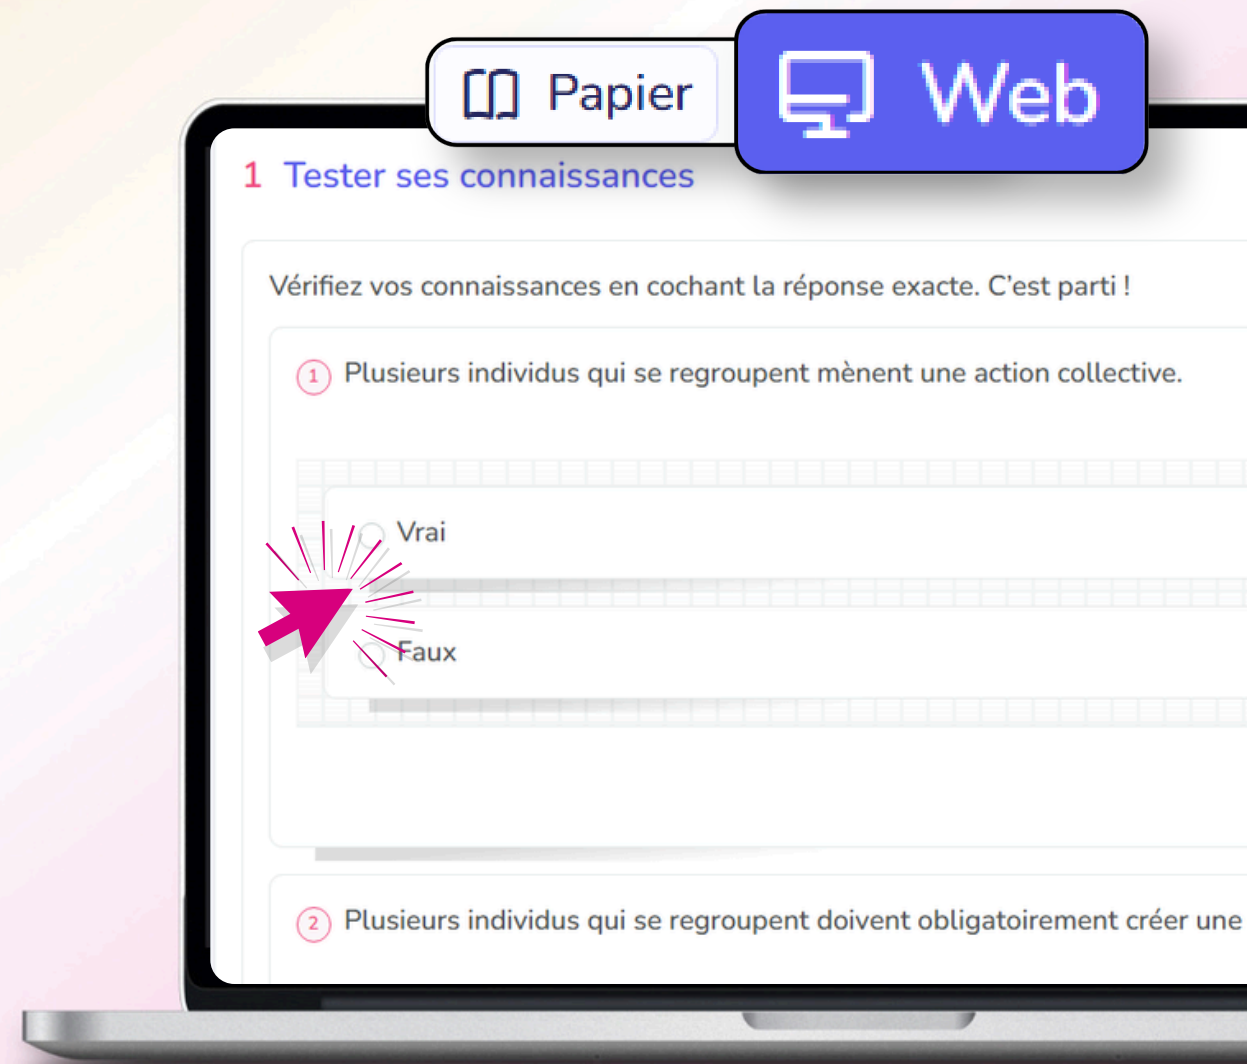 Papier
Web
1 Tester ses connaissances
Vérifiez vos connaissances en cochant la réponse exacte. C’est parti !
1 Plusieurs individus qui se regroupent mènent une action collective.
Vrai
Faux
2 Plusieurs individus qui se regroupent doivent obligatoirement créer une